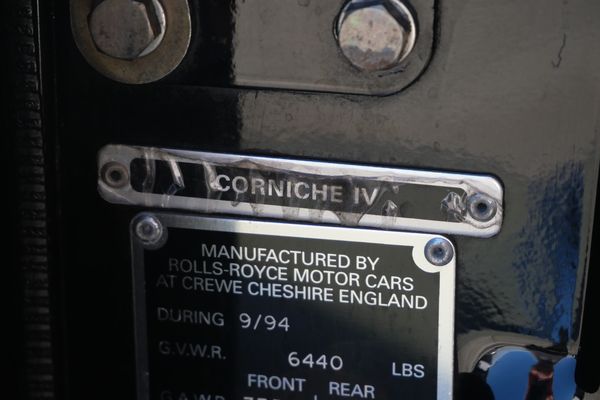 CORNICHE IV
MANUFACTURED BY
ROLLS-ROYCE MOTOR CARS
AT CREWE CHESHIRE ENGLAND
DURING 9/94
G.V.W.R. 6440 LBS
FRONT REAR
G.A.W.R.